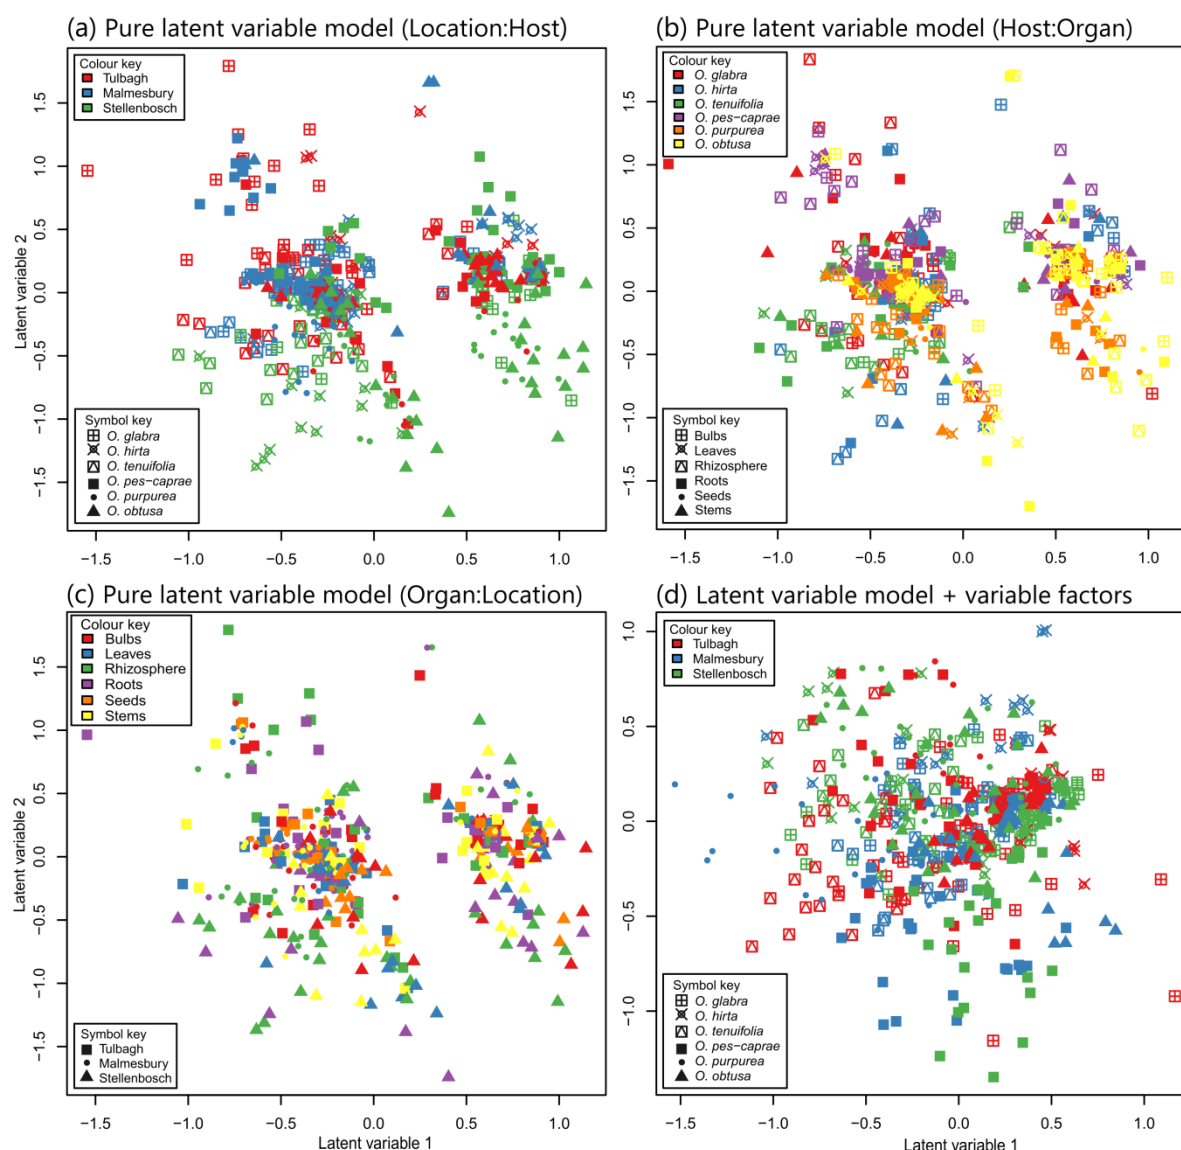 (a) Pure latent variable model (Location:Host)
Colour key
Tulbagh
Malmesbury
Stellenbosch
Symbol key
O. glabra
O. hirta
O. tenuifolia
O. pes-caprae
O. purpurea
O. obtusa
Latent variable 2
1.5
1.0
0.5
0.0
−0.5
−1.0
−1.5
−1.5 −1.0 −0.5 0.0 0.5 1.0
(b) Pure latent variable model (Host:Organ)
Colour key
O. glabra
O. hirta
O. tenuifolia
O. pes−caprae
O. purpurea
O. obtusa
Symbol key
Bulbs
Leaves
Rhizosphere
Roots
Seeds
Stems
1.5
1.0
0.5
0.0
−0.5
−1.0
−1.5
−1.5 −1.0 −0.5 0.0 0.5 1.0
(c) Pure latent variable model (Organ:Location)
Colour key
Bulbs
Leaves
Rhizosphere
Roots
Seeds
Stems
Symbol key
Tulbagh
Malmesbury
Stellenbosch
Latent variable 2
1.5
1.0
0.5
0.0
−0.5
−1.0
−1.5
−1.5 −1.0 −0.5 0.0 0.5 1.0
Latent variable 1
(d) Latent variable model + variable factors
Colour key
Tulbagh
Malmesbury
Stellenbosch
Symbol key
O. glabra
O. hirta
O. tenuifolia
O. pes-caprae
O. purpurea
O. obtusa
1.0
0.5
0.0
−0.5
−1.0
−1.5 −1.0 −0.5 0.0 0.5 1.0
Latent variable 1